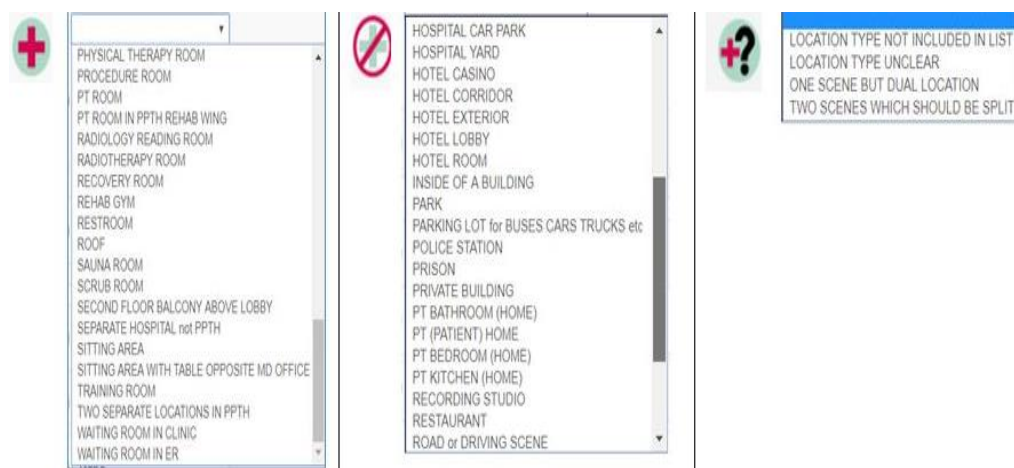 PHYSICAL THERAPY ROOM
PROCEDURE ROOM
PT ROOM
PT ROOM IN PPTH REHAB WING
RADIOLOGY READING ROOM
RADIOTHERAPY ROOM
RECOVERY ROOM
REHAB GYM
RESTROOM
ROOF
SAUNA ROOM
SCRUB ROOM
SECOND FLOOR BALCONY ABOVE LOBBY
SEPARATE HOSPITAL not PPTH
SITTING AREA
SITTING AREA WITH TABLE OPPOSITE MD OFFICE
TRAINING ROOM
TWO SEPARATE LOCATIONS IN PPTH
WAITING ROOM IN CLINIC
WAITING ROOM IN ER
HOSPITAL CAR PARK
HOSPITAL YARD
HOTEL CASINO
HOTEL CORRIDOR
HOTEL EXTERIOR
HOTEL LOBBY
HOTEL ROOM
INSIDE OF A BUILDING
PARK
PARKING LOT for BUSES CARS TRUCKS etc
POLICE STATION
PRISON
PRIVATE BUILDING
PT BATHROOM (HOME)
PT (PATIENT) HOME
PT BEDROOM (HOME)
PT KITCHEN (HOME)
RECORDING STUDIO
RESTAURANT
ROAD or DRIVING SCENE
+?
LOCATION TYPE NOT INCLUDED IN LIST
LOCATION TYPE UNCLEAR
ONE SCENE BUT DUAL LOCATION
TWO SCENES WHICH SHOULD BE SPLIT